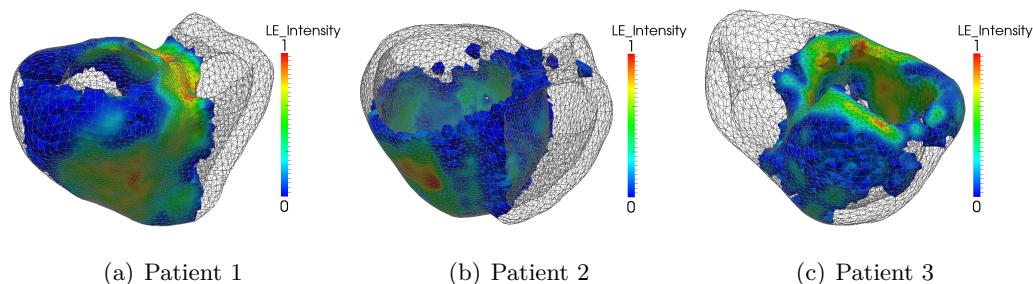 LE_Intensity
1
0
LE_Intensity
1
0
LE_Intensity
1
0
(a) Patient 1
(b) Patient 2
(c) Patient 3